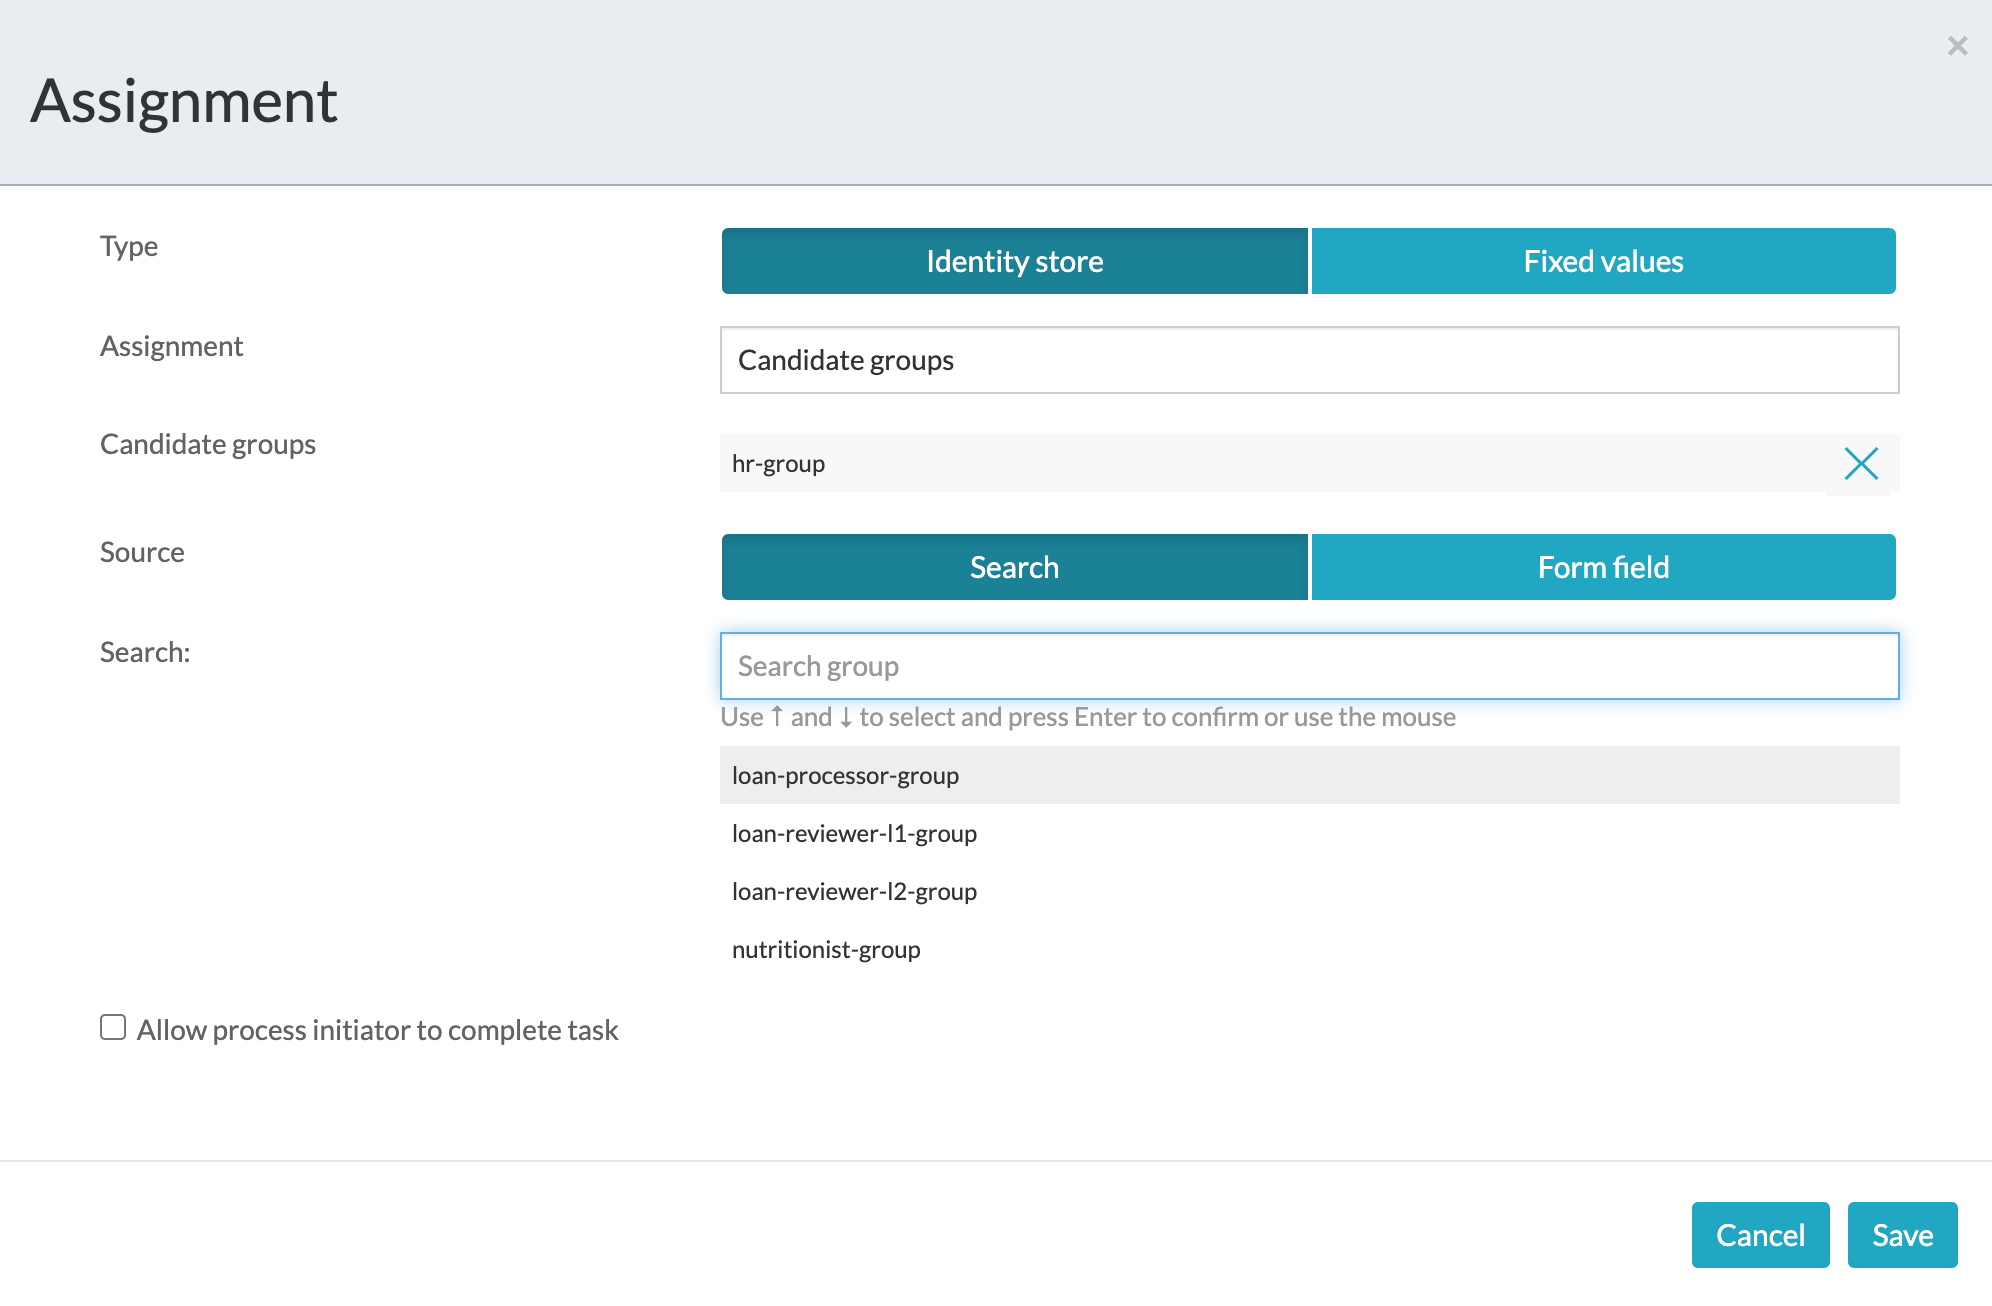 Assignment
Type
Identity store
Fixed values
Assignment
Candidate groups
Candidate groups
hr-group
Source
Search
Form field
Search:
Search group
Use ↑ and ↓ to select and press Enter to confirm or use the mouse
loan-processor-group
loan-reviewer-l1-group
loan-reviewer-l2-group
nutritionist-group
Allow process initiator to complete task
Cancel
Save